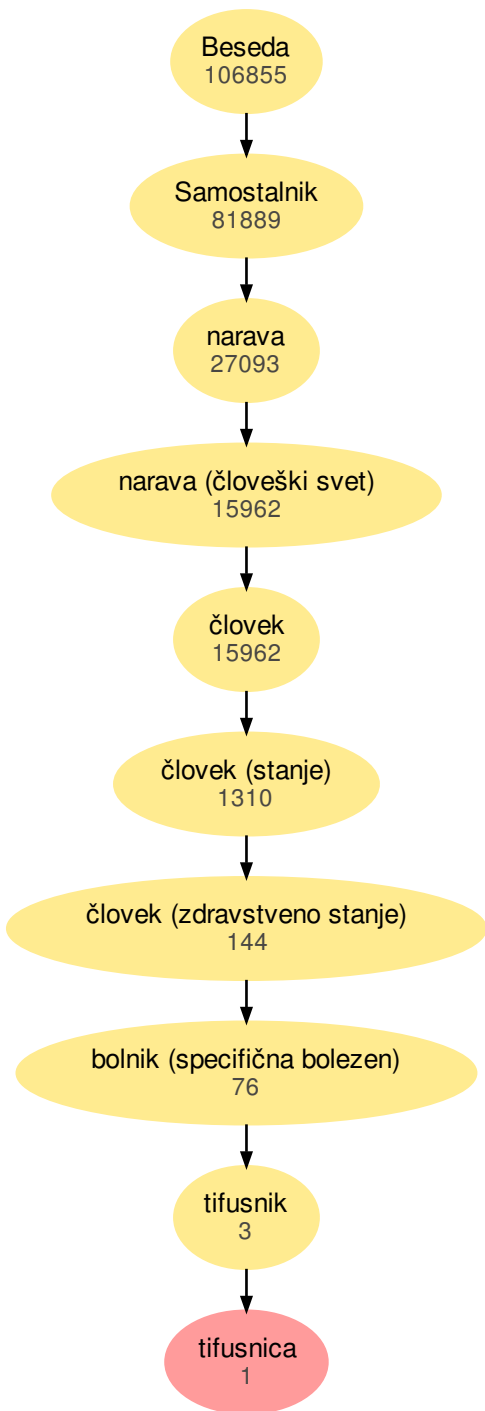 Beseda
106855
Samostalnik
81889
narava
27093
narava (človeški svet)
15962
človek
15962
človek (stanje)
1310
človek (zdravstveno stanje)
144
bolnik (specifična bolezen)
76
tifusnik
3
tifusnica
1